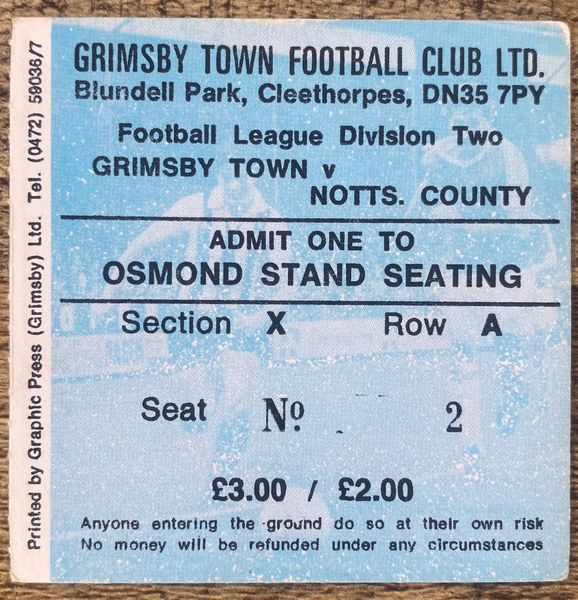 GRIMSBY TOWN FOOTBALL CLUB LTD.
Blundell Park, Cleethorpes, DN35 7PY
Football League Division Two
GRIMSBY TOWN v
NOTTS. COUNTY
ADMIT ONE TO
OSMOND STAND SEATING
Section X Row A
Seat Nº 2
£3.00 / £2.00
Anyone entering the ground do so at their own risk
No money will be refunded under any circumstances
Printed by Graphic Press (Grimsby) Ltd. Tel. (0472) 59036/7